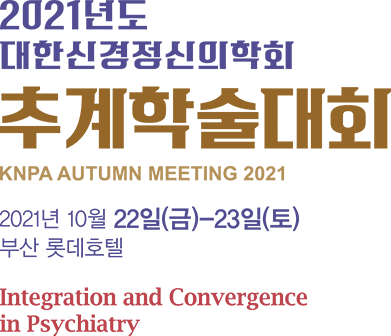 2021년도
대한신경정신의학회
추계학술대회
KNPA AUTUMN MEETING 2021
2021년 10월 22일(금)–23일(토)
부산 롯데호텔
Integration and Convergence
in Psychiatry